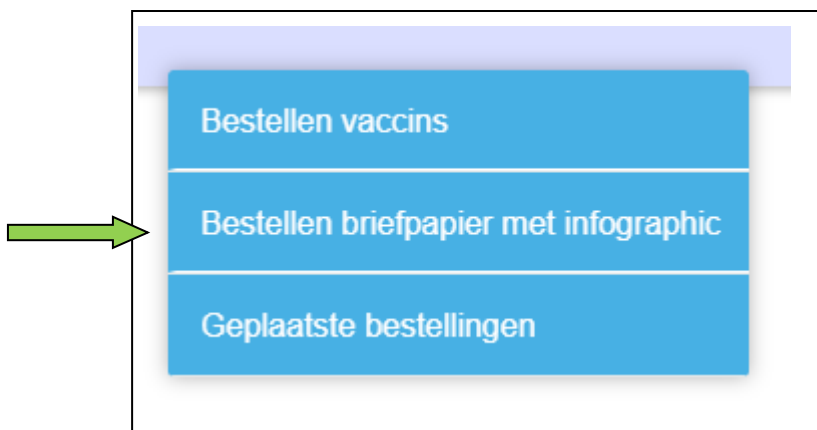 Bestellen vaccins
Bestellen briefpapier met infographic
Geplaatste bestellingen